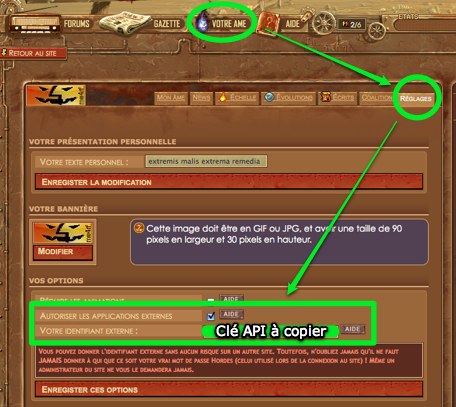 FORUMS GAZETTE VOTRE AME AIDE 2/6 ETATS
RETOUR AU SITE
MON ÂME NEWS ÉCHELLE EVOLUTIONS ÉCRITS COALITION RÉGLAGES
VOTRE PRÉSENTATION PERSONNELLE
VOTRE TEXTE PERSONNEL : extremis malis extrema remedia
ENREGISTRER LA MODIFICATION
VOTRE BANNIÈRE
Cette image doit être en GIF ou JPG, et avoir une taille de 90
pixels en largeur et 30 pixels en hauteur.
MODIFIER
VOS OPTIONS
RÉDUIRE LES ANIMATIONS AIDE
AUTORISER LES APPLICATIONS EXTERNES AIDE
VOTRE IDENTIFIANT EXTERNE : Clé API à copier AIDE
VOUS POUVEZ DONNER L'IDENTIFIANT EXTERNE SANS AUCUN RISQUE SUR UN AUTRE SITE. TOUTEFOIS, N'OUBLIEZ JAMAIS QU'IL NE FAUT
JAMAIS DONNER À QUI QUE CE SOIT VOTRE VRAI MOT DE PASSE HORDES (CELUI UTILISÉ LORS DE LA CONNEXION AU SITE) ! MÊME UN
ADMINISTRATEUR DU SITE NE VOUS LE DEMANDERA JAMAIS.
ENREGISTRER CES OPTIONS